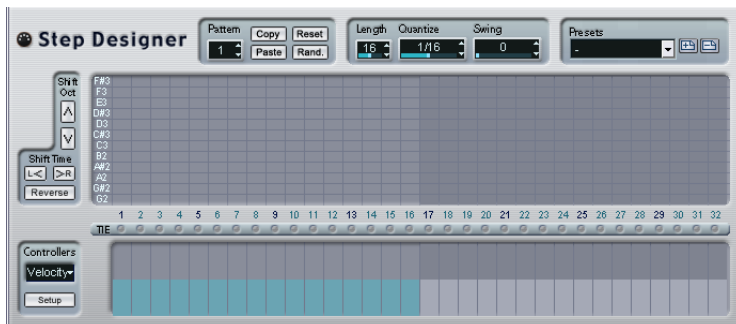 Step Designer
Pattern
1
Copy Reset
Paste Rand.
Length Quantize Swing
16 1/16 0
Presets
-
Shift
Oct
Shift Time
L< >R
Reverse
F#3
F3
E3
D#3
D3
C#3
C3
B2
A#2
A2
G#2
G2
1 2 3 4 5 6 7 8 9 10 11 12 13 14 15 16 17 18 19 20 21 22 23 24 25 26 27 28 29 30 31 32
TIE
Controllers
Velocity
Setup